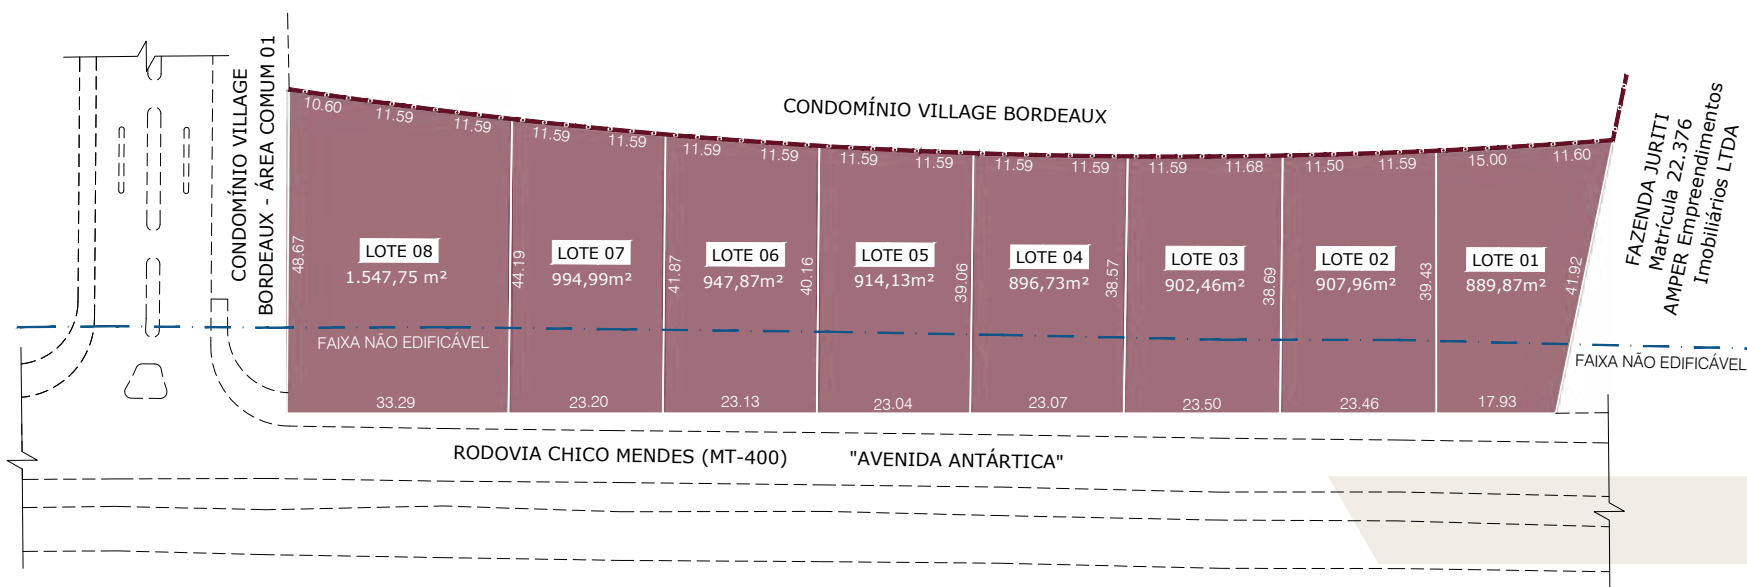 CONDOMÍNIO VILLAGE
BORDEAUX - ÁREA COMUM 01
CONDOMÍNIO VILLAGE BORDEAUX
FAZENDA JURITI
Matrícula 22.376
AMPER Empreendimentos
Imobiliários LTDA
10.60
11.59
11.59
11.59
11.59
11.59
11.59
11.59
11.59
11.59
11.59
11.59
11.68
11.50
11.59
15.00
11.60
48.67
LOTE 08
1.547,75 m²
44.19
LOTE 07
994,99m²
41.87
LOTE 06
947,87m²
40.16
LOTE 05
914,13m²
39.06
LOTE 04
896,73m²
38.57
LOTE 03
902,46m²
38.69
LOTE 02
907,96m²
39.43
LOTE 01
889,87m²
41.92
FAIXA NÃO EDIFICÁVEL
FAIXA NÃO EDIFICÁVEL
33.29
23.20
23.13
23.04
23.07
23.50
23.46
17.93
RODOVIA CHICO MENDES (MT-400) "AVENIDA ANTÁRTICA"